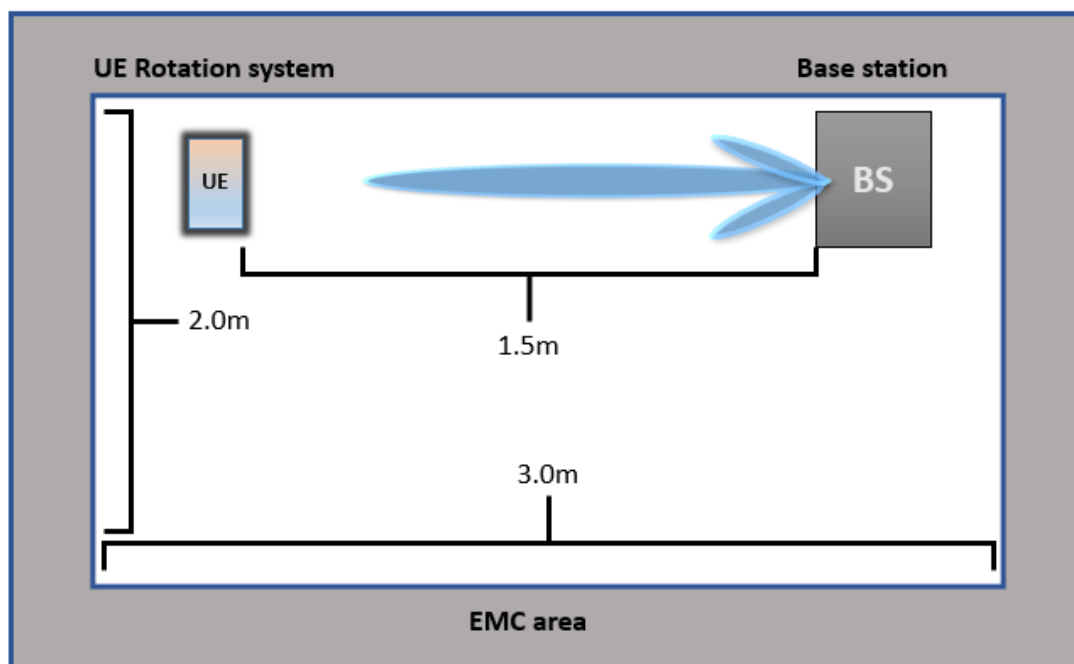 UE Rotation system
Base station
UE
BS
2.0m
1.5m
3.0m
EMC area